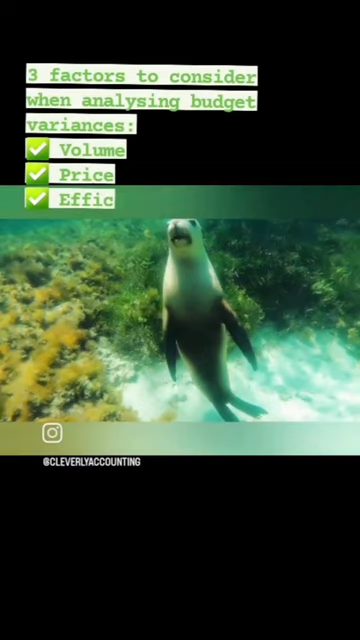 3 factors to consider
when analysing budget
variances:
✅ Volume
✅ Price
✅ Effic
@CLEVERLYACCOUNTING